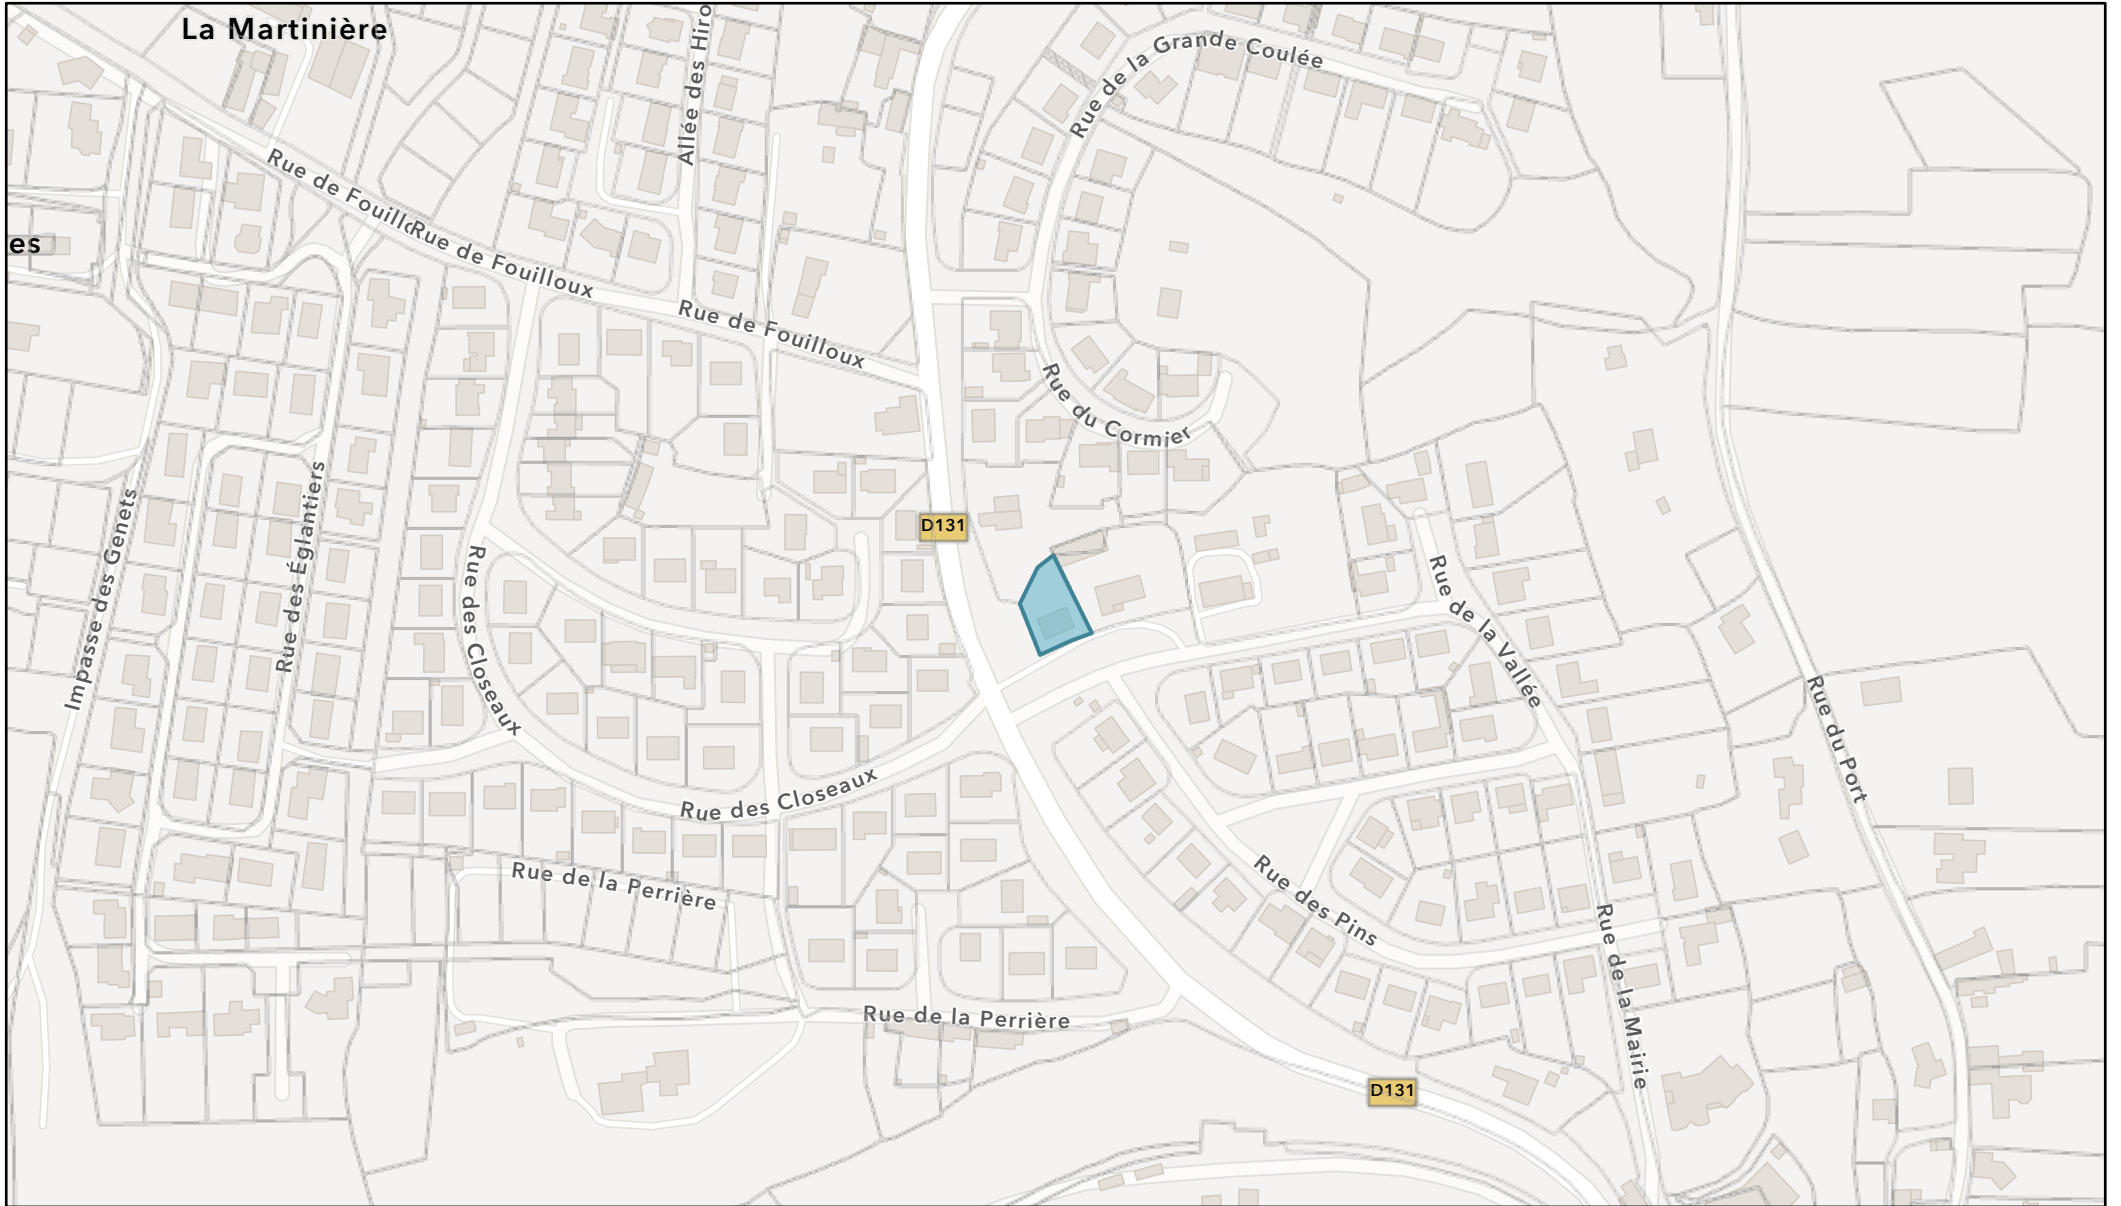 La Martinière
Allée des Hiro
Rue de la Grande Coulée
Rue de Fouillo
Rue de Fouilloux
es
Rue de Fouilloux
Rue du Cormier
D131
Impasse des Genets
Rue des Églantiers
Rue des Closeaux
Rue de la Vallée
Rue du Port
Rue des Closeaux
Rue de la Perrière
Rue des Pins
Rue de la Mairie
Rue de la Perrière
D131